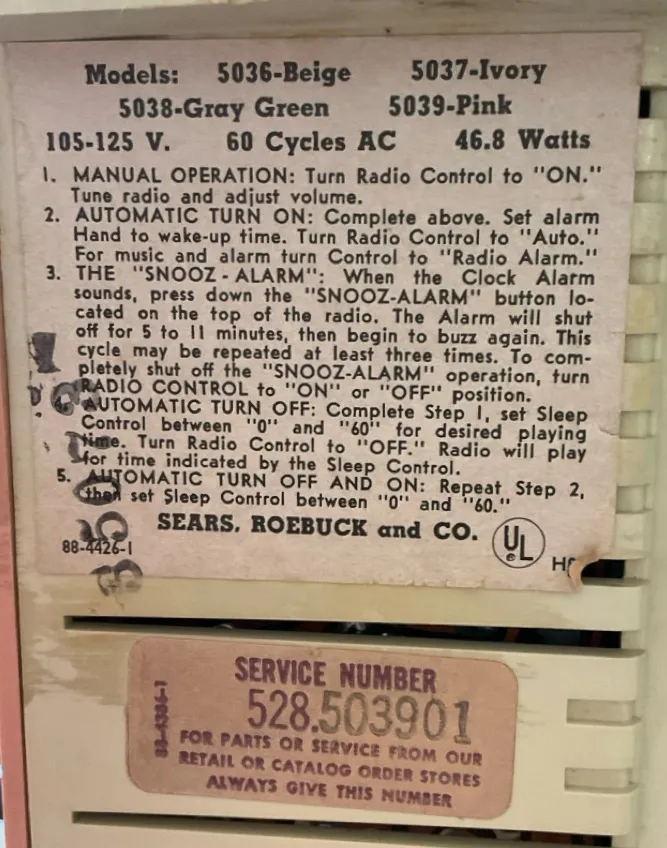 Models: 5036-Beige 5037-Ivory
5038-Gray Green 5039-Pink
105-125 V. 60 Cycles AC 46.8 Watts
1. MANUAL OPERATION: Turn Radio Control to "ON."
Tune radio and adjust volume.
2. AUTOMATIC TURN ON: Complete above. Set alarm
Hand to wake-up time. Turn Radio Control to "Auto."
For music and alarm turn Control to "Radio Alarm."
3. THE "SNOOZ-ALARM": When the Clock Alarm
sounds, press down the "SNOOZ-ALARM" button lo-
cated on the top of the radio. The Alarm will shut
off for 5 to 11 minutes, then begin to buzz again. This
cycle may be repeated at least three times. To com-
pletely shut off the "SNOOZ-ALARM" operation, turn
RADIO CONTROL to "ON" or "OFF" position.
4. AUTOMATIC TURN OFF: Complete Step 1, set Sleep
Control between "0" and "60" for desired playing
time. Turn Radio Control to "OFF." Radio will play
for time indicated by the Sleep Control.
5. AUTOMATIC TURN OFF AND ON: Repeat Step 2,
then set Sleep Control between "0" and "60."
SEARS, ROEBUCK and CO.
88-4426-1
UL
SERVICE NUMBER
528.503901
FOR PARTS OR SERVICE FROM OUR
RETAIL OR CATALOG ORDER STORES
ALWAYS GIVE THIS NUMBER